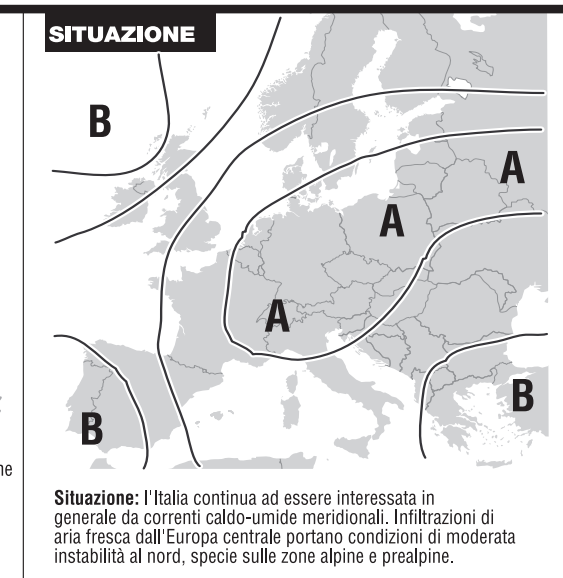 SITUAZIONE
B
A
A
A
B
B
ne
Situazione: l'Italia continua ad essere interessata in
generale da correnti caldo-umide meridionali. Infiltrazioni di
aria fresca dall'Europa centrale portano condizioni di moderata
instabilità al nord, specie sulle zone alpine e prealpine.